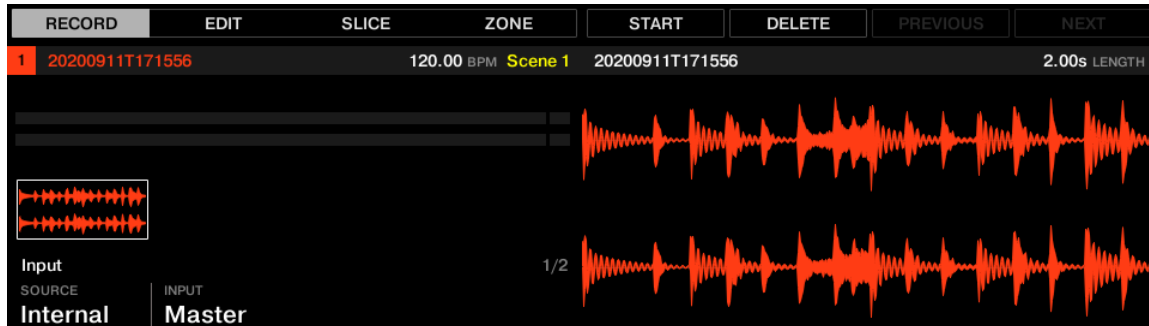 RECORD EDIT SLICE ZONE START DELETE PREVIOUS NEXT
1 20200911T171556 120.00 BPM Scene 1 20200911T171556 2.00s LENGTH
Input 1/2
SOURCE INPUT
Internal Master